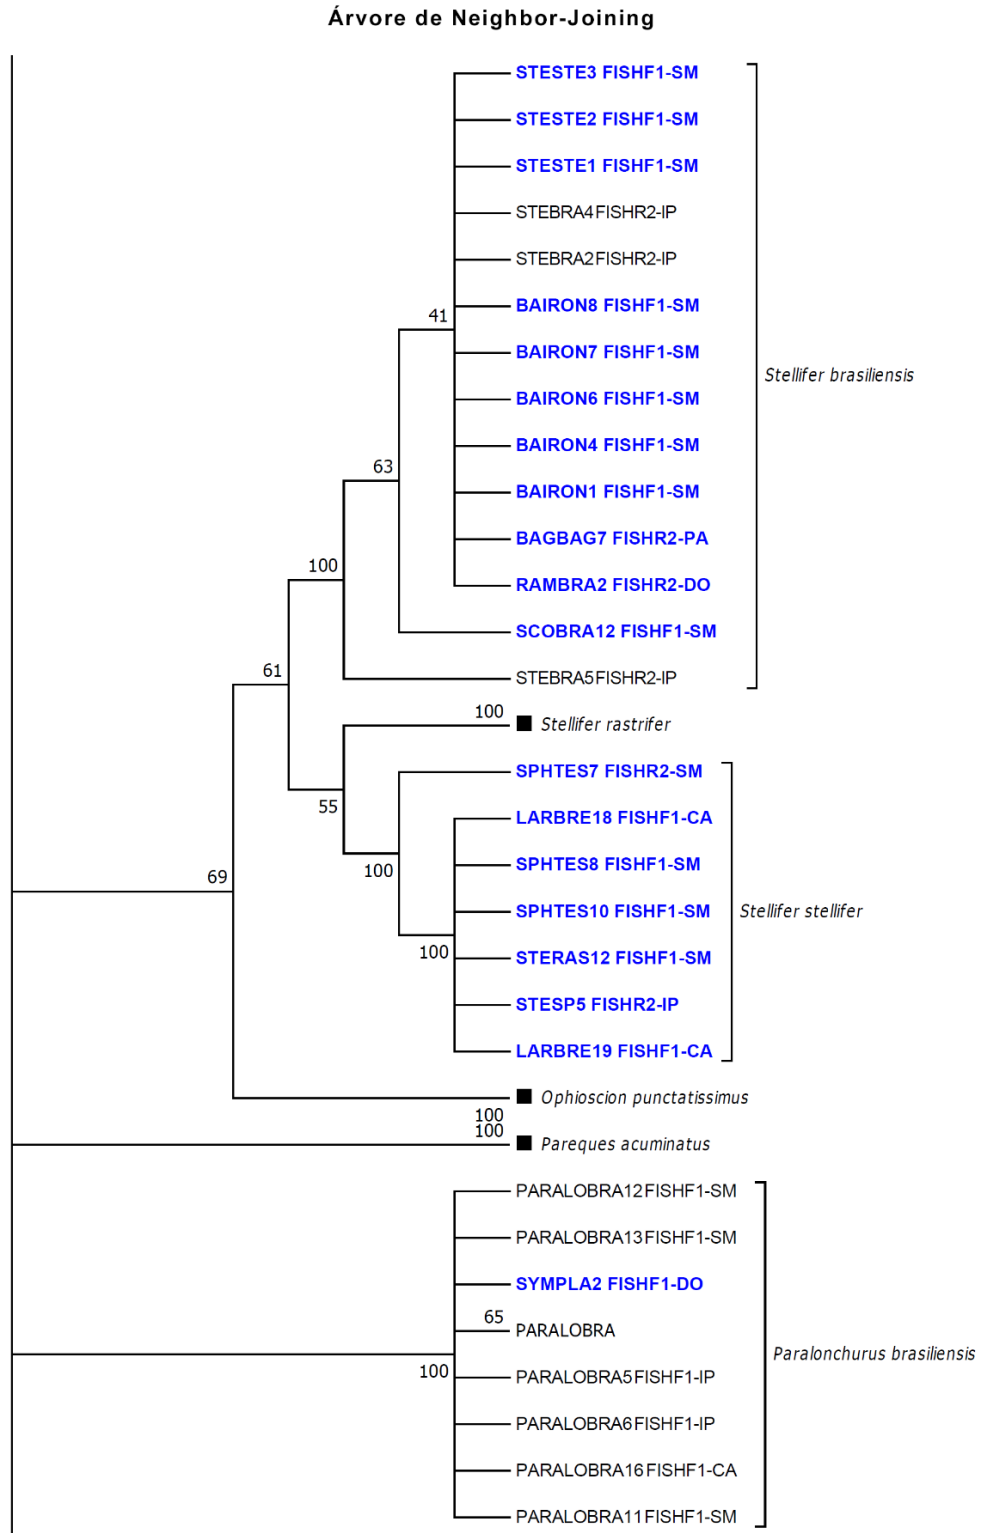 Árvore de Neighbor-Joining
STESTE3 FISHF1-SM
STESTE2 FISHF1-SM
STESTE1 FISHF1-SM
STEBRA4FISHR2-IP
STEBRA2FISHR2-IP
BAIRON8 FISHF1-SM
41
BAIRON7 FISHF1-SM
Stellifer brasiliensis
BAIRON6 FISHF1-SM
BAIRON4 FISHF1-SM
63
BAIRON1 FISHF1-SM
BAGBAG7 FISHR2-PA
100
RAMBRA2 FISHR2-DO
SCOBRA12 FISHF1-SM
61
STEBRA5FISHR2-IP
100
Stellifer rastrifer
SPHTES7 FISHR2-SM
55
LARBRE18 FISHF1-CA
SPHTES8 FISHF1-SM
100
69
SPHTES10 FISHF1-SM
Stellifer stellifer
100
STERAS12 FISHF1-SM
STESP5 FISHR2-IP
LARBRE19 FISHF1-CA
Ophioscion punctatissimus
100
100
Pareques acuminatus
PARALOBRA12FISHF1-SM
PARALOBRA13FISHF1-SM
SYMPLA2 FISHF1-DO
65
PARALOBRA
Paralonchurus brasiliensis
100
PARALOBRA5FISHF1-IP
PARALOBRA6FISHF1-IP
PARALOBRA16FISHF1-CA
PARALOBRA11FISHF1-SM